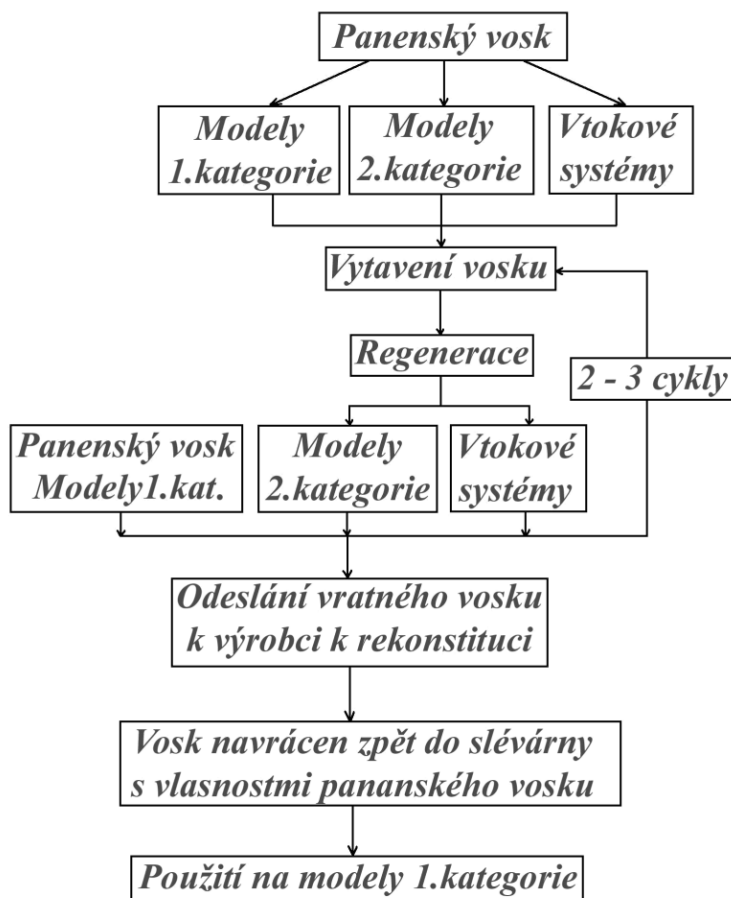 Panenský vosk
Modely
1.kategorie
Modely
2.kategorie
Vtokové
systémy
Vytavení vosku
Regenerace
2 - 3 cykly
Panenský vosk
Modely1.kat.
Modely
2.kategorie
Vtokové
systémy
Odeslání vratného vosku
k výrobci k rekonstituci
Vosk navrácen zpět do slévárny
s vlasnostmi pananského vosku
Použití na modely 1.kategorie